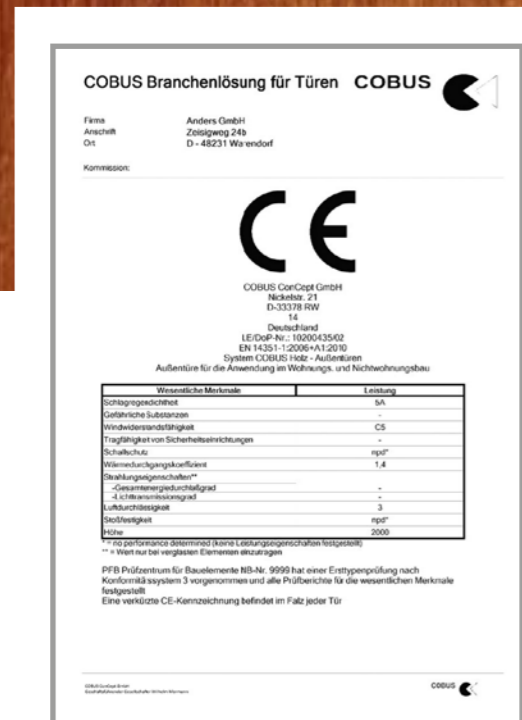 COBUS Branchenlösung für Türen COBUS
Firma Anders GmbH
Anschrift Zeisigweg 24b
Ort D - 48231 Warendorf
Kommission:
CE
COBUS ConCept GmbH
Nickelstr. 21
D-33378 RW
14
Deutschland
LE/DoP-Nr.: 10200435/02
EN 14351-1:2006+A1:2010
System COBUS Holz - Außentüren
Außentüre für die Anwendung im Wohnungs. und Nichtwohnungsbau
Wesentliche Merkmale Leistung
Schlagregendichtheit 5A
Gefährliche Substanzen -
Windwiderstandsfähigkeit C5
Tragfähigkeit von Sicherheitseinrichtungen -
Schallschutz npd*
Wärmedurchgangskoeffizient 1,4
Strahlungseigenschaften**
-Gesamtenergiedurchlaßgrad -
-Lichttransmissionsgrad -
Luftdurchlässigkeit 3
Stoßfestigkeit npd*
Höhe 2000
* = no performance determined (keine Leistungseigenschaften festgestellt)
** = Wert nur bei verglasten Elementen einzutragen
PFB Prüfzentrum für Bauelemente NB-Nr. 9999 hat einer Ersttypenprüfung nach
Konformitässystem 3 vorgenommen und alle Prüfberichte für die wesentlichen Merkmale
festgestellt
Eine verkürzte CE-Kennzeichnung befindet im Falz jeder Tür
COBUS ConCept GmbH
COBUS